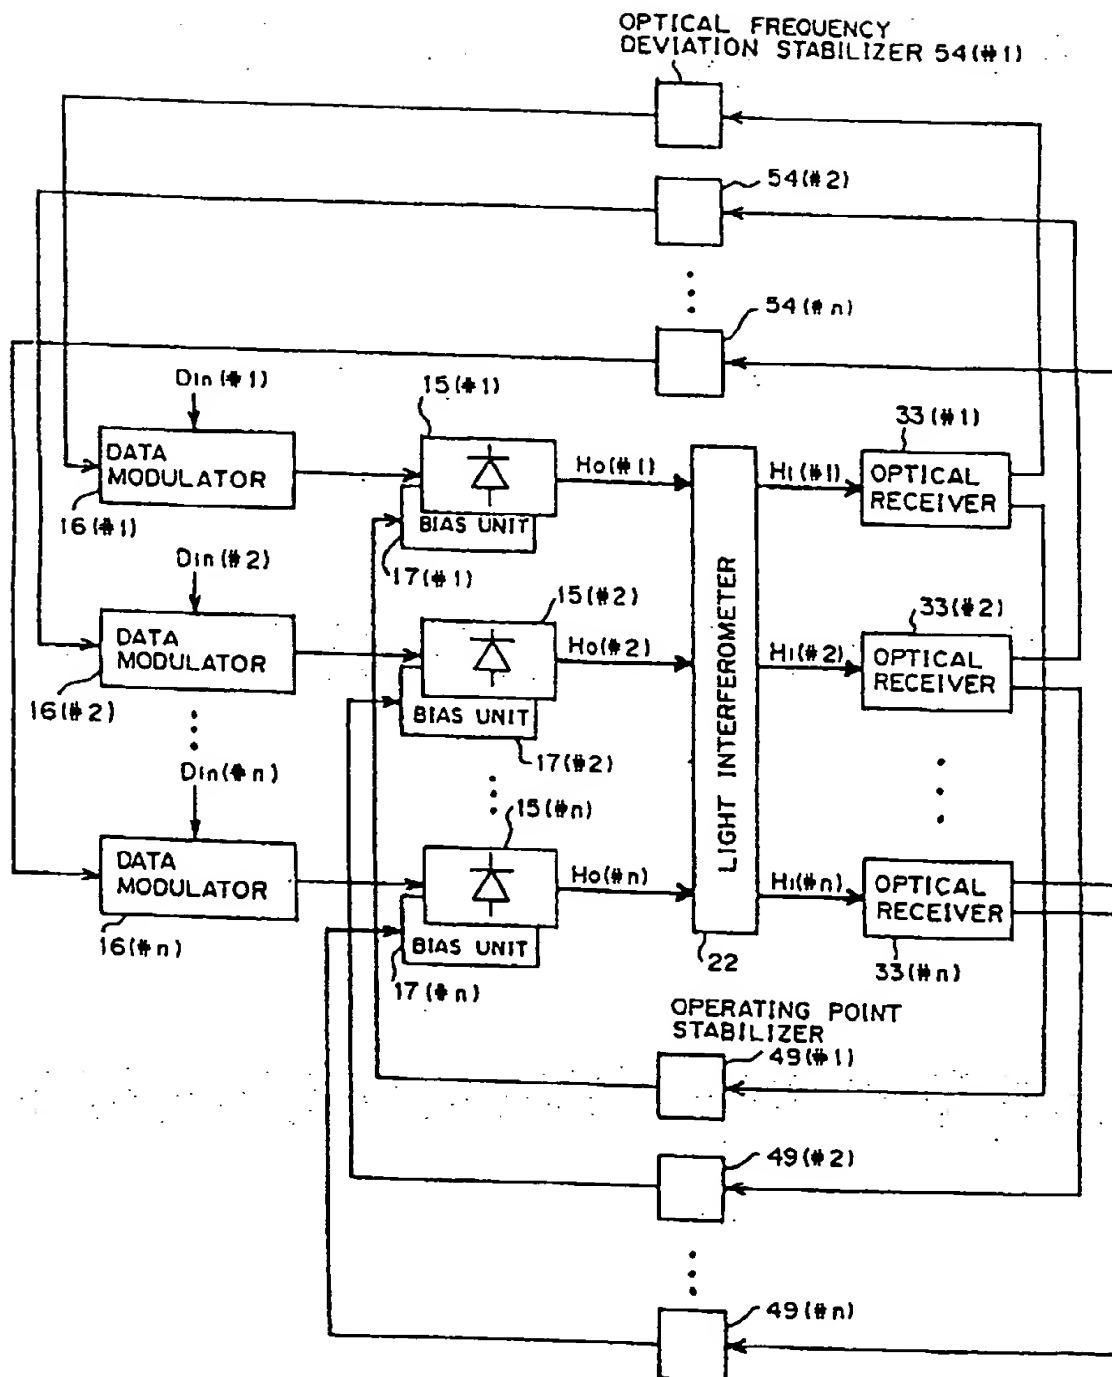 OPTICAL FREQUENCY
DEVIATION STABILIZER 54(#1)
54(#2)
54(#n)
Din(#1)
15(#1)
33(#1)
DATA
MODULATOR
Ho(#1)
HI(#1)
OPTICAL
RECEIVER
16(#1)
BIAS UNIT
17(#1)
Din(#2)
15(#2)
33(#2)
DATA
MODULATOR
Ho(#2)
HI(#2)
OPTICAL
RECEIVER
16(#2)
BIAS UNIT
17(#2)
LIGHT INTERFEROMETER
Din(#n)
15(#n)
DATA
MODULATOR
Ho(#n)
HI(#n)
OPTICAL
RECEIVER
16(#n)
BIAS UNIT
17(#n)
22
33(#n)
OPERATING POINT
STABILIZER
49(#1)
49(#2)
49(#n)